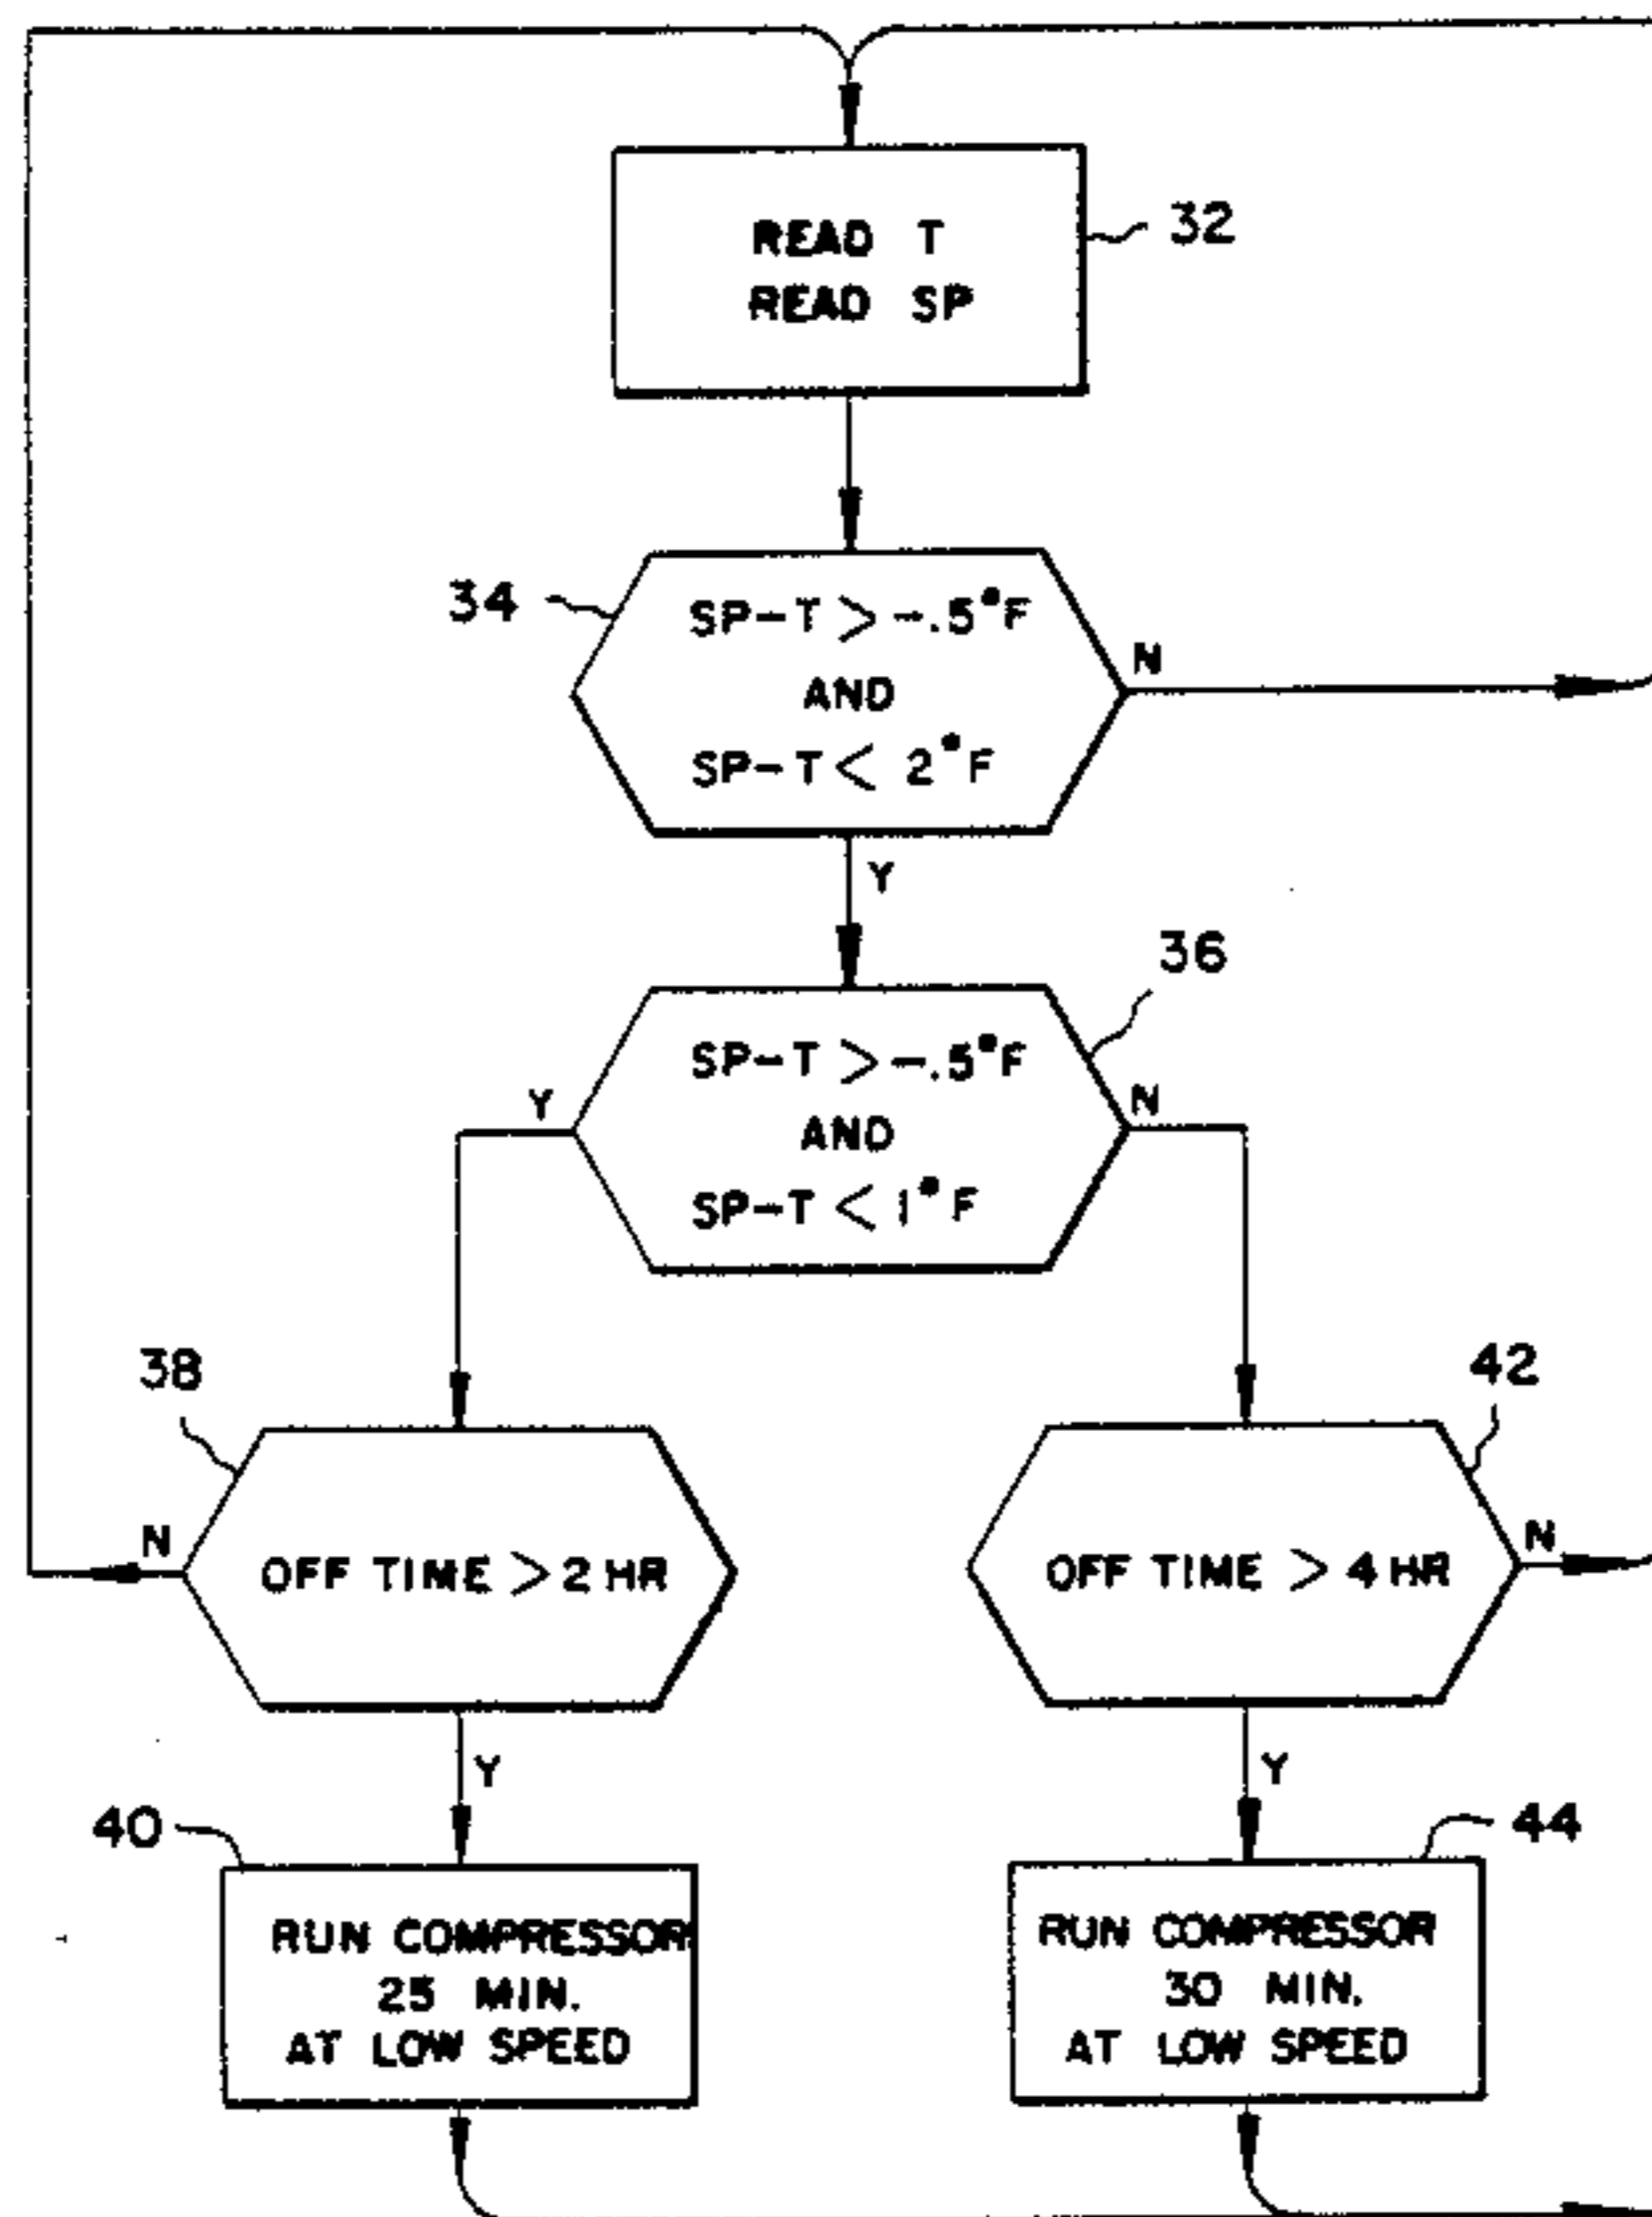 READ T
READ SP
32
34
SP-T > -.5°F
AND
SP-T < 2°F
N
Y
36
SP-T > -.5°F
AND
SP-T < 1°F
Y
N
38
42
OFF TIME > 2 HR
N
OFF TIME > 4 HR
N
Y
Y
40
44
RUN COMPRESSOR
25 MIN.
AT LOW SPEED
RUN COMPRESSOR
30 MIN.
AT LOW SPEED